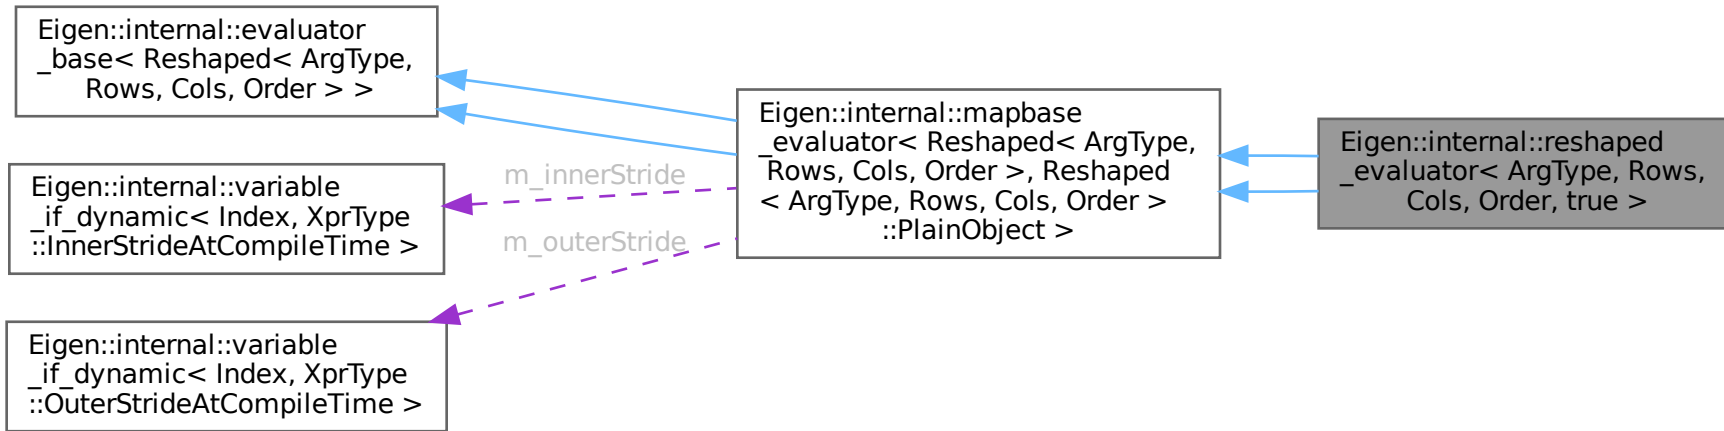 Eigen::internal::evaluator
_base< Reshaped< ArgType,
Rows, Cols, Order > >
Eigen::internal::variable
_if_dynamic< Index, XprType
::InnerStrideAtCompileTime >
Eigen::internal::variable
_if_dynamic< Index, XprType
::OuterStrideAtCompileTime >
m_innerStride
m_outerStride
Eigen::internal::mapbase
_evaluator< Reshaped< ArgType,
Rows, Cols, Order >, Reshaped
< ArgType, Rows, Cols, Order >
::PlainObject >
Eigen::internal::reshaped
_evaluator< ArgType, Rows,
Cols, Order, true >